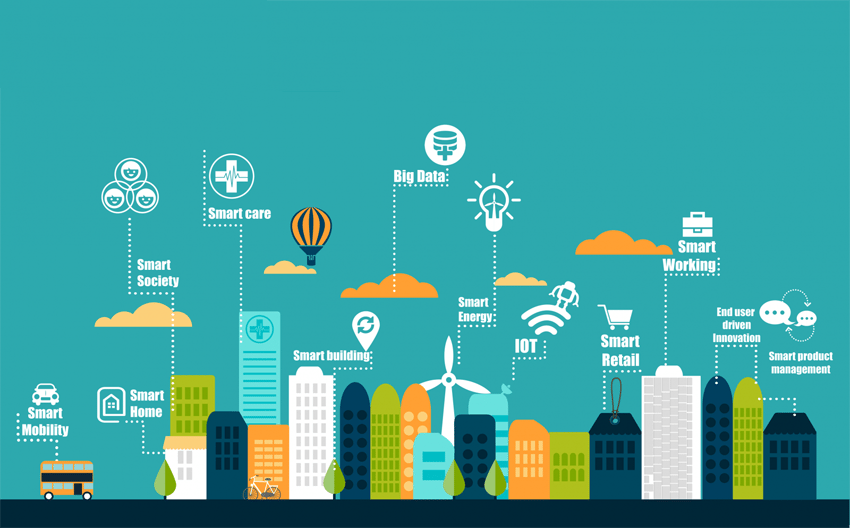 Big Data
Smart care
Smart
Society
Smart
Working
Smart
Energy
End user
driven
Innovation
IOT
Smart
Retail
Smart building
Smart product
management
Smart
Home
Smart
Mobility